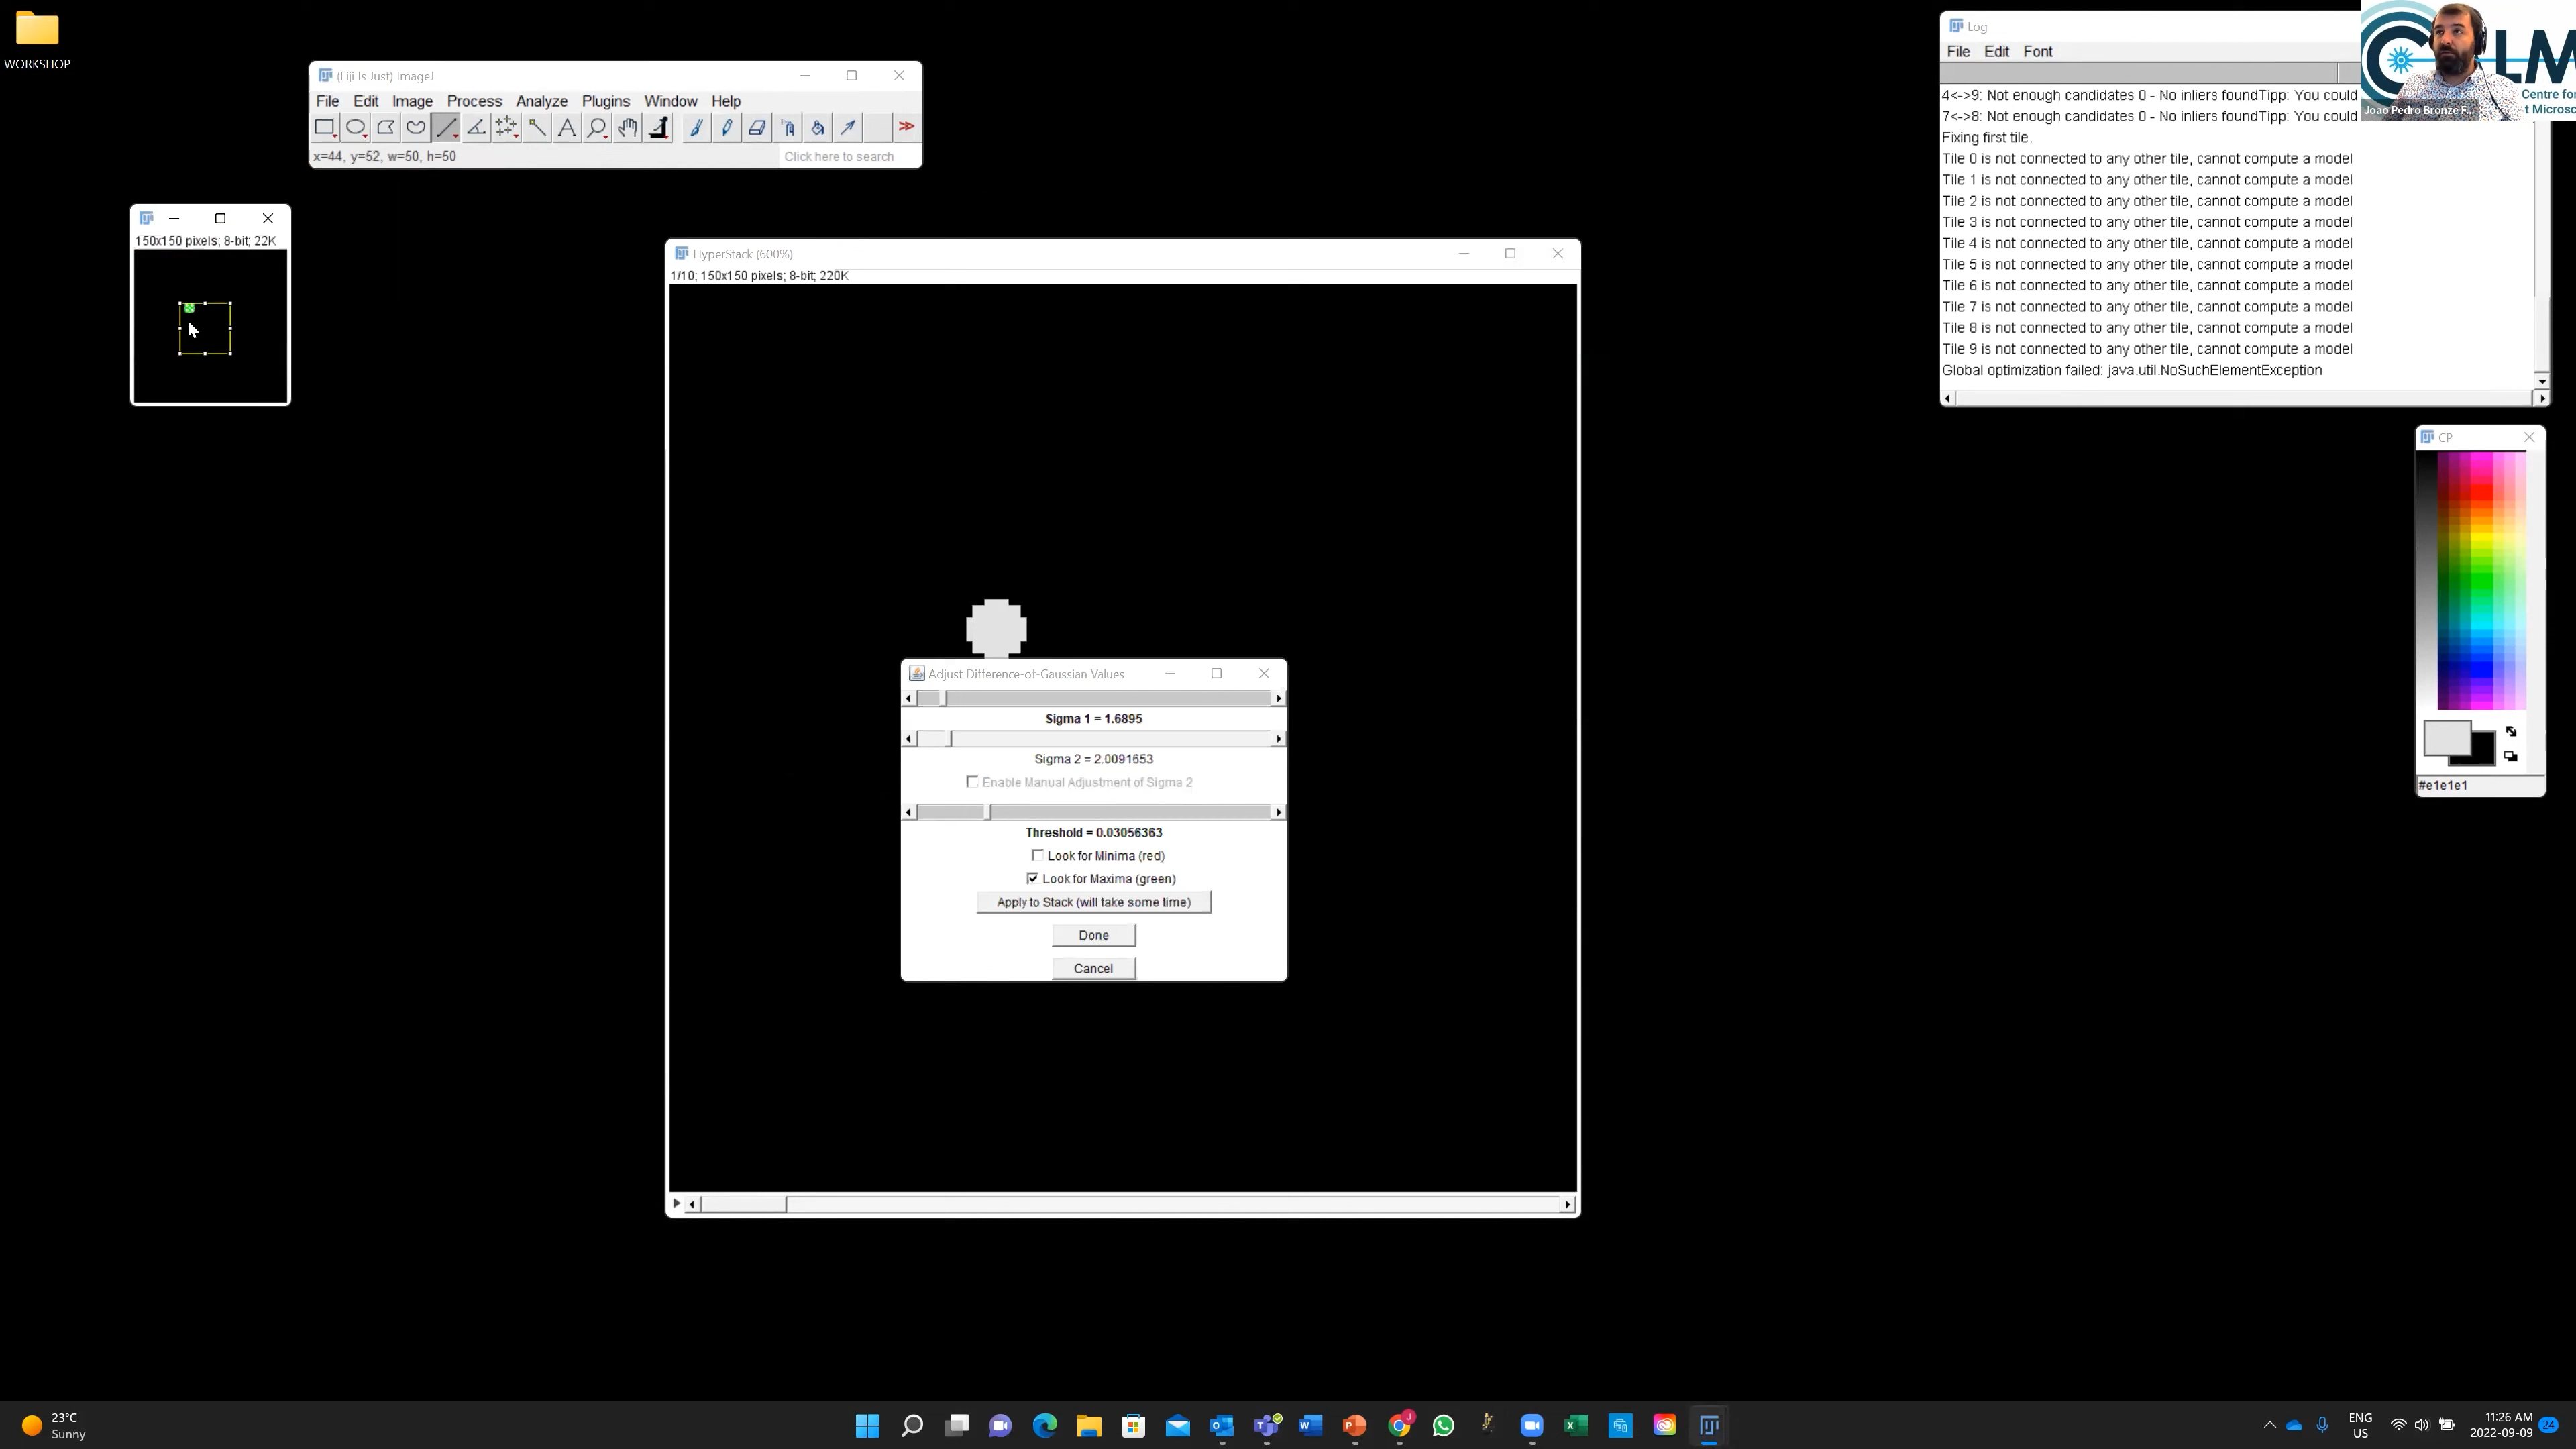 WORKSHOP
(Fiji Is Just) ImageJ
File Edit Image Process Analyze Plugins Window Help
x=44, y=52, w=50, h=50
Click here to search
150x150 pixels; 8-bit; 22K
HyperStack (600%)
1/10; 150x150 pixels; 8-bit; 220K
Adjust Difference-of-Gaussian Values
Sigma 1 = 1.6895
Sigma 2 = 2.0091653
Enable Manual Adjustment of Sigma 2
Threshold = 0.03056363
Look for Minima (red)
Look for Maxima (green)
Apply to Stack (will take some time)
Done
Cancel
Log
File Edit Font
4<->9: Not enough candidates 0 - No inliers foundTipp: You could
7<->8: Not enough candidates 0 - No inliers foundTipp: You could
Fixing first tile.
Tile 0 is not connected to any other tile, cannot compute a model
Tile 1 is not connected to any other tile, cannot compute a model
Tile 2 is not connected to any other tile, cannot compute a model
Tile 3 is not connected to any other tile, cannot compute a model
Tile 4 is not connected to any other tile, cannot compute a model
Tile 5 is not connected to any other tile, cannot compute a model
Tile 6 is not connected to any other tile, cannot compute a model
Tile 7 is not connected to any other tile, cannot compute a model
Tile 8 is not connected to any other tile, cannot compute a model
Tile 9 is not connected to any other tile, cannot compute a model
Global optimization failed: java.util.NoSuchElementException
LM
Centre for
t Microsc
Joao Pedro Bronze F...
CP
#e1e1e1
23°C
Sunny
ENG
US
11:26 AM
2022-09-09
24